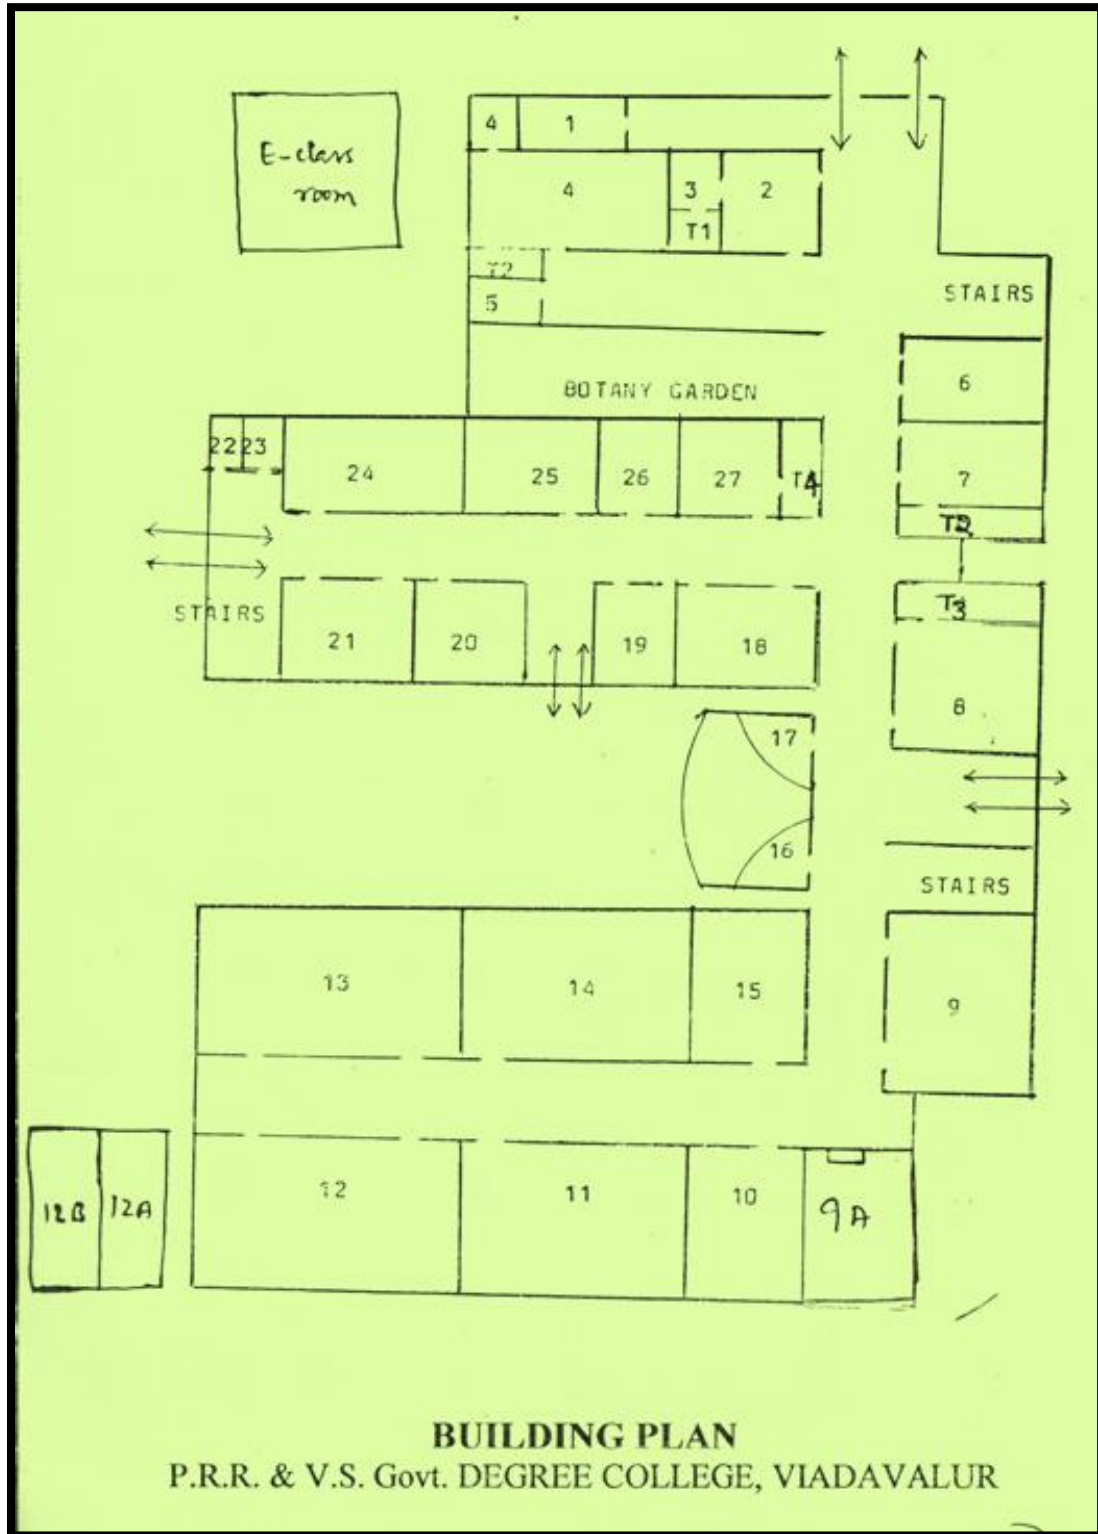 4 1
E-class
room
4 3 2
T1
T2
5
STAIRS
6
BOTANY GARDEN
22 23
24 25 26 27 T4
7
T2
T3
STAIRS
21 20 19 18
8
17
16
STAIRS
13 14 15
9
12 11 10 9A
12B 12A
BUILDING PLAN
P.R.R. & V.S. Govt. DEGREE COLLEGE, VIADAVALUR